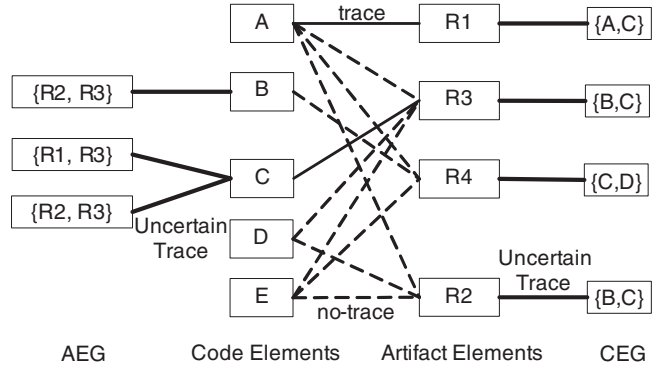 trace
A
R1
{A,C}
{R2, R3}
B
R3
{B,C}
{R1, R3}
C
R4
{C,D}
{R2, R3}
Uncertain
Trace
D
E
no-trace
R2
Uncertain
Trace
{B,C}
AEG
Code Elements
Artifact Elements
CEG